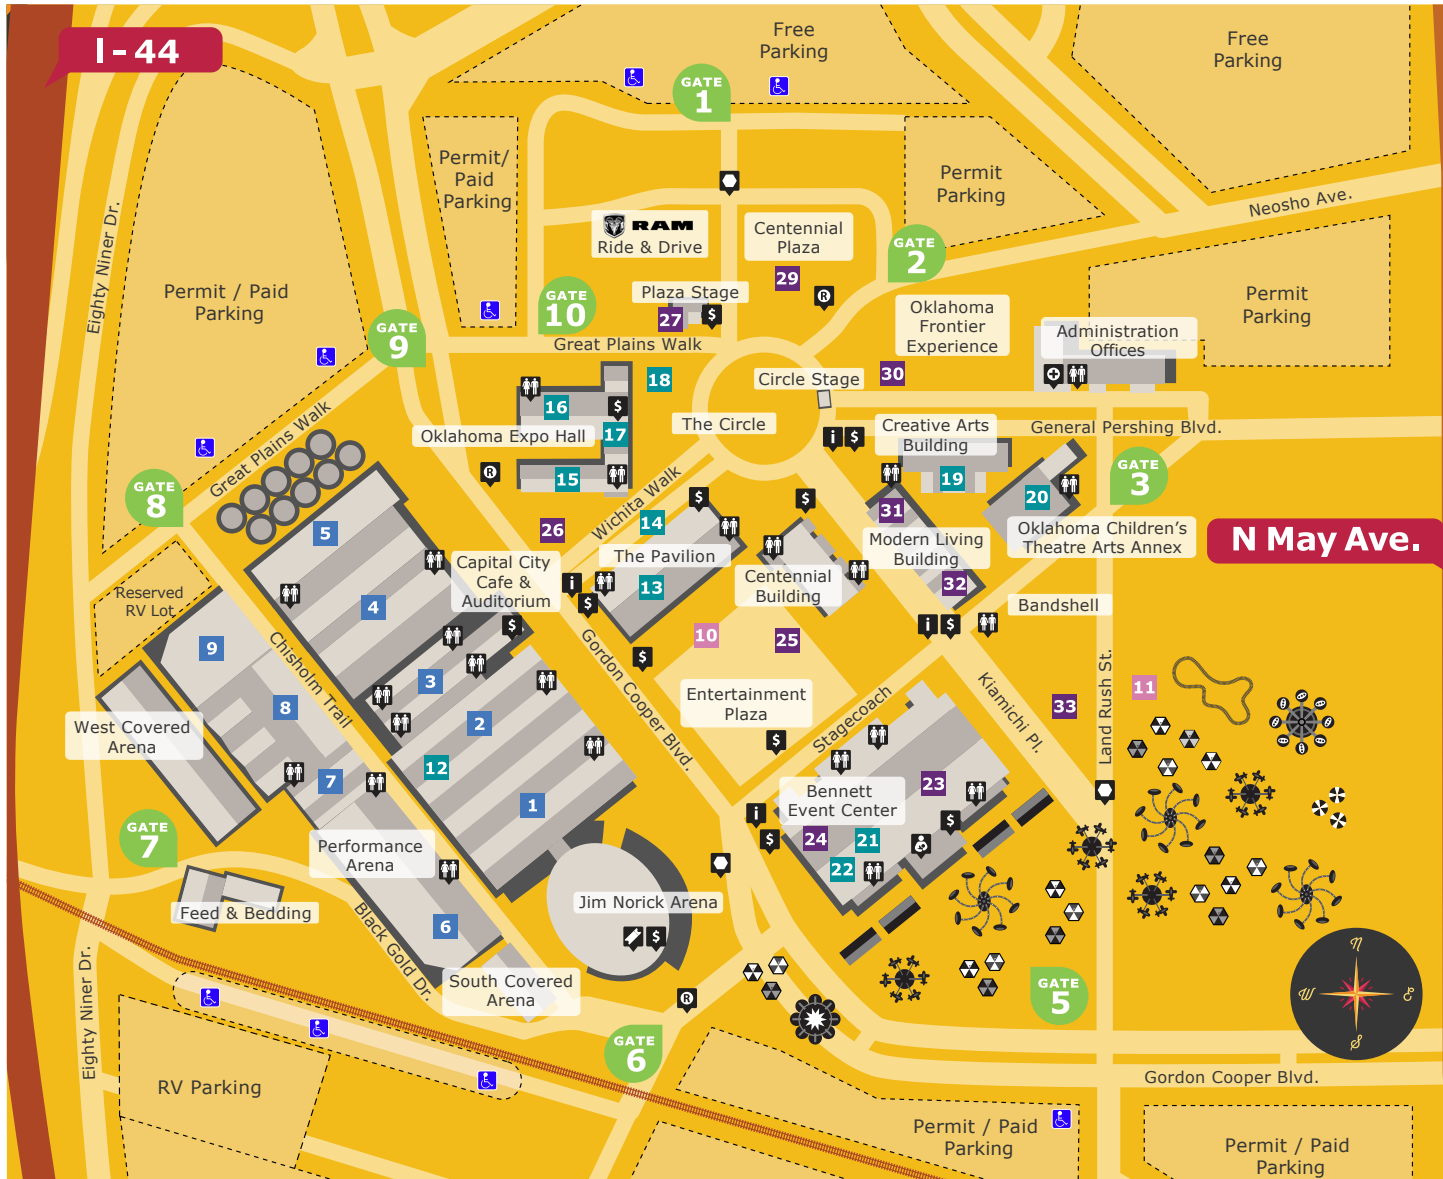 I-44
Free
Parking
Free
Parking
GATE
1
Permit/
Paid
Parking
Permit
Parking
Neosho Ave.
Eighty Niner Dr.
RAM
Ride & Drive
Centennial
Plaza
GATE
2
29
R
Permit / Paid
Parking
GATE
10
Plaza Stage
27
$
Oklahoma
Frontier
Experience
Permit
Parking
GATE
9
Great Plains Walk
Administration
Offices
18
Circle Stage
30
16
$
17
The Circle
Oklahoma Expo Hall
i
$
Creative Arts
Building
General Pershing Blvd.
Great Plains Walk
R
15
19
20
GATE
3
GATE
8
Wichita Walk
$
$
31
5
26
14
Oklahoma Children's
Theatre Arts Annex
N May Ave.
Modern Living
Building
The Pavilion
Capital City
Cafe &
Auditorium
Centennial
Building
i
13
32
Reserved
RV Lot
4
$
Bandshell
$
i
$
9
10
25
$
Gordon Cooper Blvd.
Chisholm Trail
3
Entertainment
Plaza
Stagecoach
Kiamichi Pl.
33
Land Rush St.
11
8
2
West Covered
Arena
$
12
7
Bennett
Event Center
23
1
i
$
24
21
$
22
GATE
7
Performance
Arena
Feed & Bedding
6
Black Gold Dr.
Jim Norick Arena
$
N
W
E
S
South Covered
Arena
R
GATE
5
Eighty Niner Dr.
GATE
6
RV Parking
Gordon Cooper Blvd.
Permit / Paid
Parking
Permit / Paid
Parking